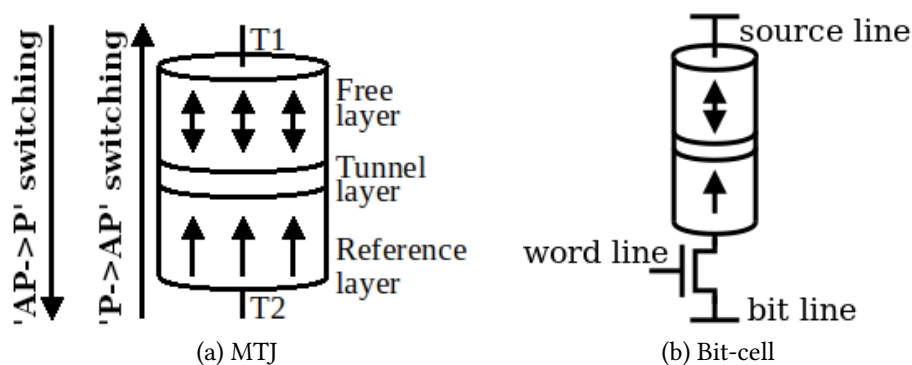 'AP->P' switching
'P->AP' switching
T1
Free
layer
Tunnel
layer
Reference
layer
T2
(a) MTJ
source line
word line
bit line
(b) Bit-cell